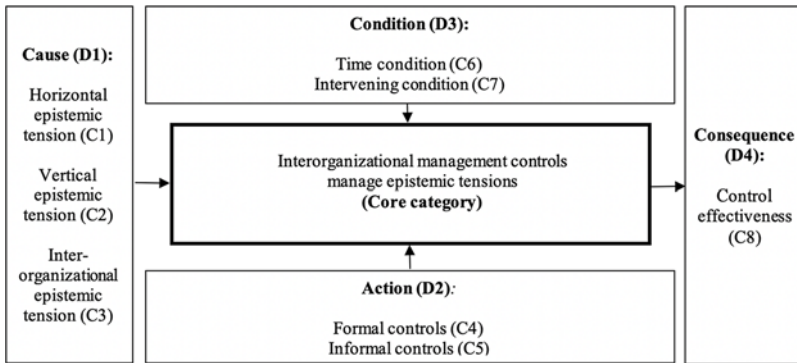 Cause (D1):
Horizontal
epistemic
tension (C1)
Vertical
epistemic
tension (C2)
Inter-
organizational
epistemic
tension (C3)
Condition (D3):
Time condition (C6)
Intervening condition (C7)
Interorganizational management controls
manage epistemic tensions
(Core category)
Action (D2):
Formal controls (C4)
Informal controls (C5)
Consequence
(D4):
Control
effectiveness
(C8)